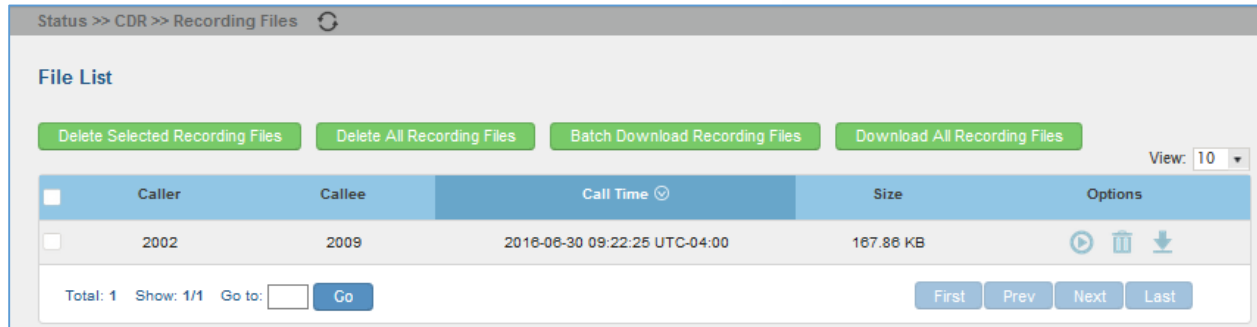 Status >> CDR >> Recording Files
File List
Delete Selected Recording Files Delete All Recording Files Batch Download Recording Files Download All Recording Files
View: 10
Caller Callee Call Time Size Options
2002 2009 2016-06-30 09:22:25 UTC-04:00 167.86 KB
Total: 1 Show: 1/1 Go to: Go First Prev Next Last